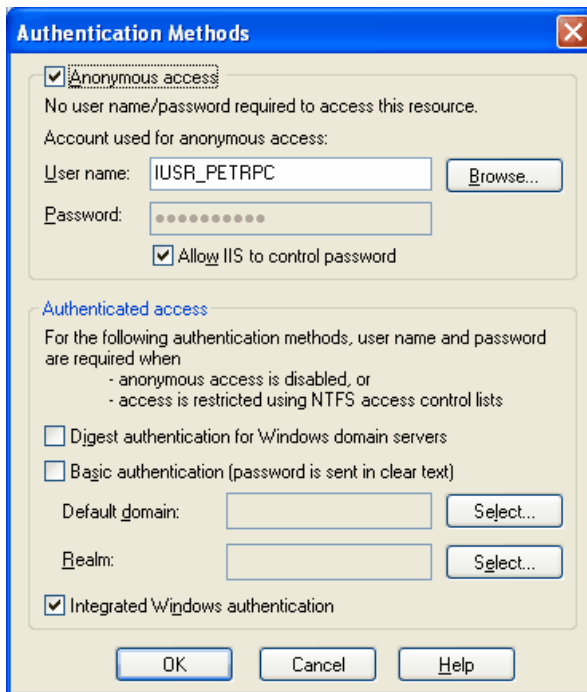 Authentication Methods
Anonymous access
No user name/password required to access this resource.
Account used for anonymous access:
User name: IUSR_PETRPC Browse...
Password: ●●●●●●●●●●
Allow IIS to control password
Authenticated access
For the following authentication methods, user name and password
are required when
- anonymous access is disabled, or
- access is restricted using NTFS access control lists
Digest authentication for Windows domain servers
Basic authentication (password is sent in clear text)
Default domain: Select...
Realm: Select...
Integrated Windows authentication
OK Cancel Help